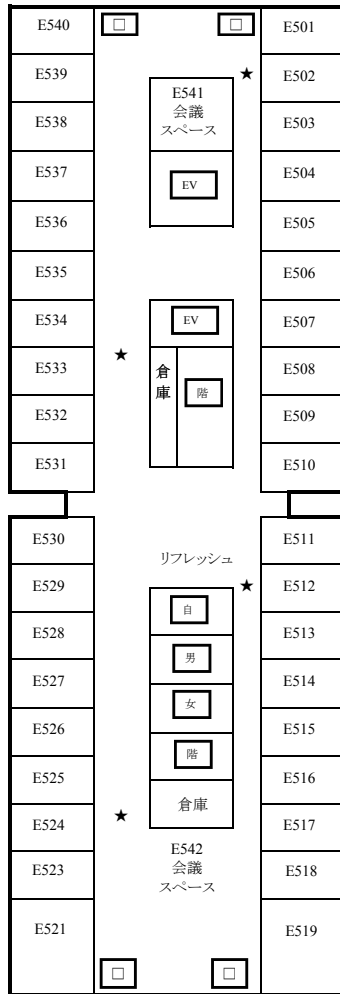 E540 □ □ E501
E539 ★ E502
E541
会議
スペース
E538 E503
E537 EV E504
E536 E505
E535 E506
E534 EV E507
E533 ★ 倉庫 階 E508
E532 E509
E531 E510
E530 E511
リフレッシュ
E529 ★ E512
自
E528 E513
男
E527 E514
女
E526 E515
階
E525 E516
E524 ★ 倉庫 E517
E542
会議
スペース
E523 E518
E521 E519
□ □